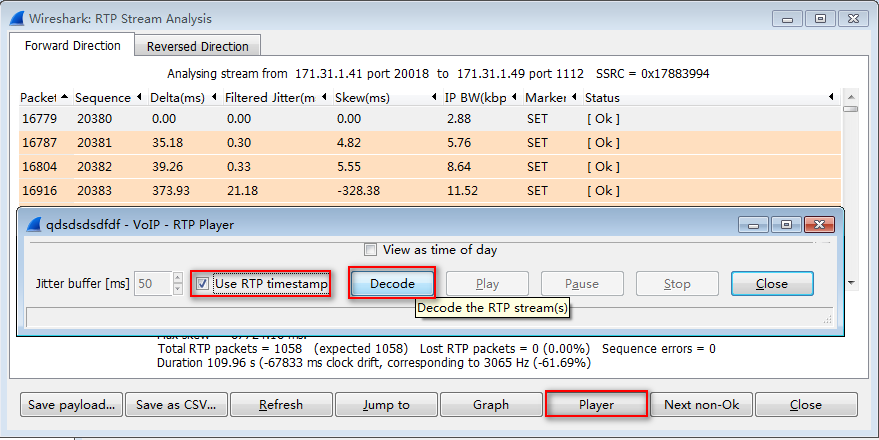 Wireshark: RTP Stream Analysis
Forward Direction Reversed Direction
Analysing stream from 171.31.1.41 port 20018 to 171.31.1.49 port 1112 SSRC = 0x17883994
Packet Sequence Delta(ms) Filtered Jitter(m Skew(ms) IP BW(kbp Marker Status
16779 20380 0.00 0.00 0.00 2.88 SET [ Ok ]
16787 20381 35.18 0.30 4.82 5.76 SET [ Ok ]
16804 20382 39.26 0.33 5.55 8.64 SET [ Ok ]
16916 20383 373.93 21.18 -328.38 11.52 SET [ Ok ]
qdsdsdsdfdf - VoIP - RTP Player
View as time of day
Jitter buffer [ms] 50 Use RTP timestamp Decode Play Pause Stop Close
Decode the RTP stream(s)
Total RTP packets = 1058 (expected 1058) Lost RTP packets = 0 (0.00%) Sequence errors = 0
Duration 109.96 s (-67833 ms clock drift, corresponding to 3065 Hz (-61.69%)
Save payload... Save as CSV... Refresh Jump to Graph Player Next non-Ok Close